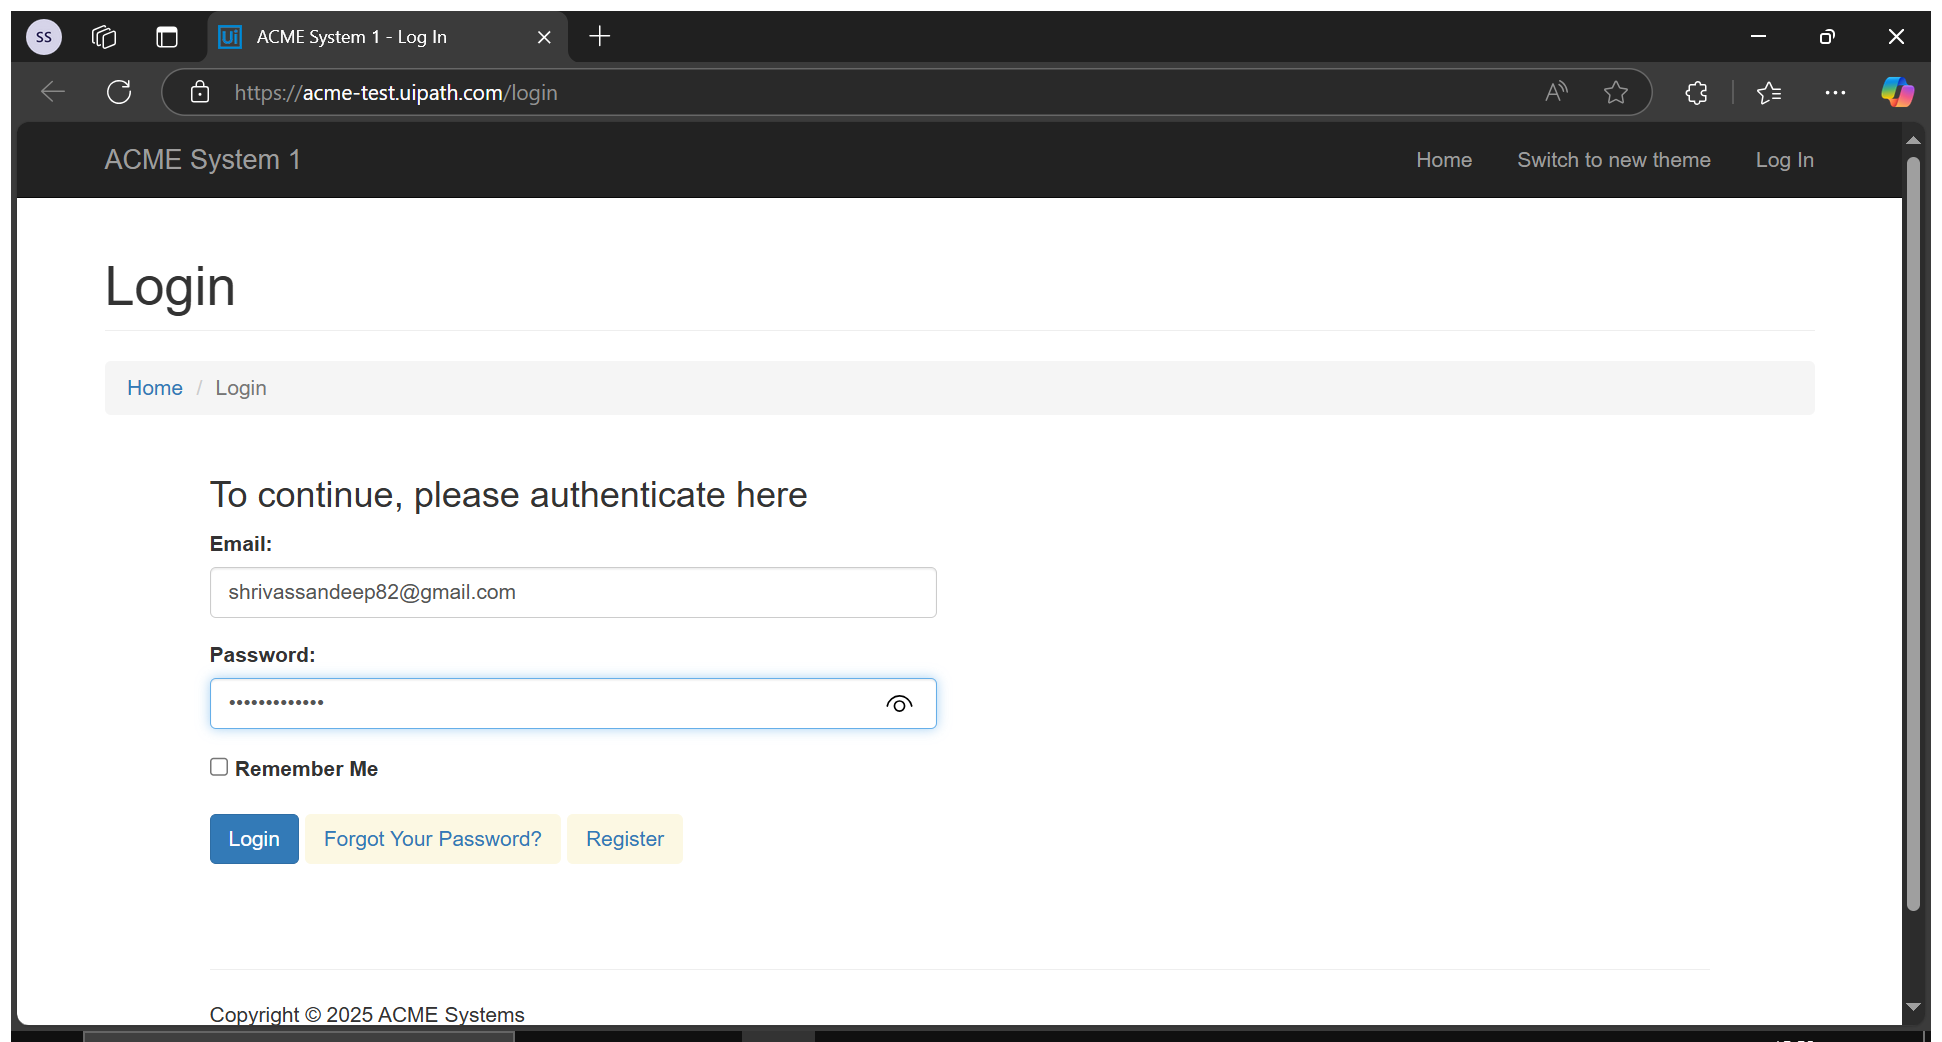 SS
Ui
ACME System 1 - Log In
https://acme-test.uipath.com/login
ACME System 1
Home
Switch to new theme
Log In
Login
Home / Login
To continue, please authenticate here
Email:
shrivassandeep82@gmail.com
Password:
•••••••••••••
Remember Me
Login
Forgot Your Password?
Register
Copyright © 2025 ACME Systems